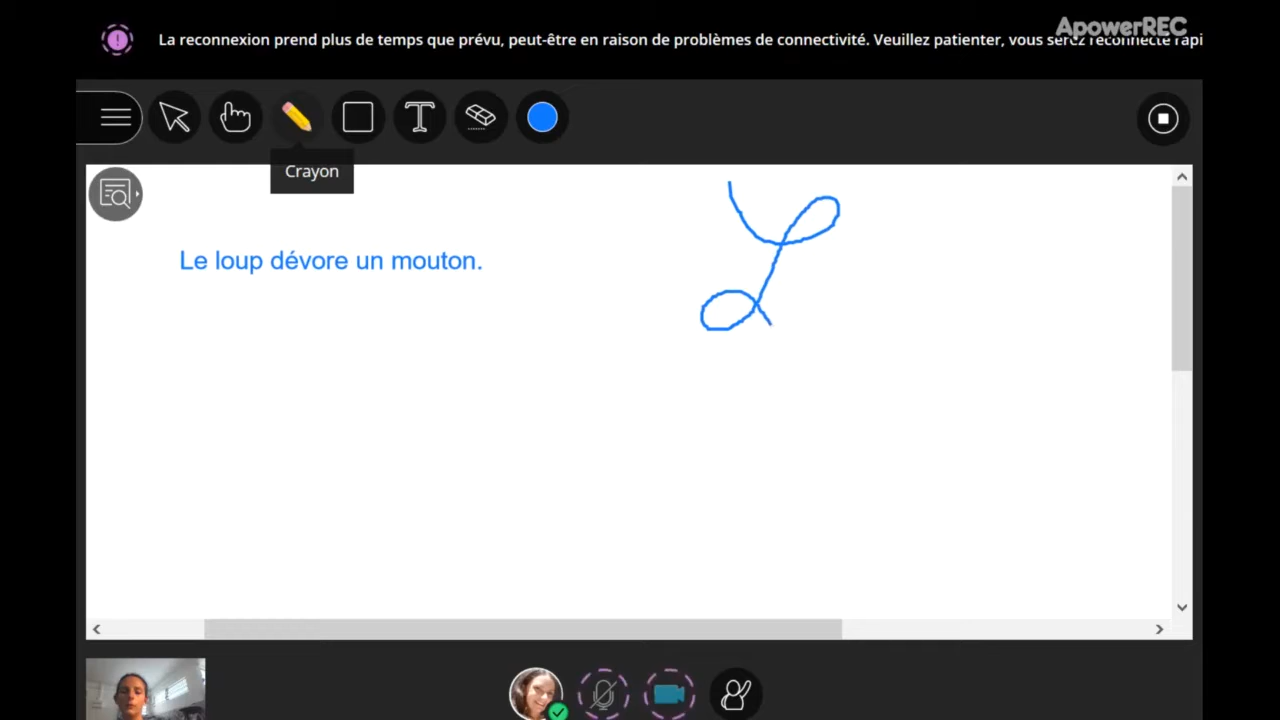 ApowerREC
La reconnexion prend plus de temps que prévu, peut-être en raison de problèmes de connectivité. Veuillez patienter, vous serez reconnecté rapi
Crayon
Le loup dévore un mouton.
L